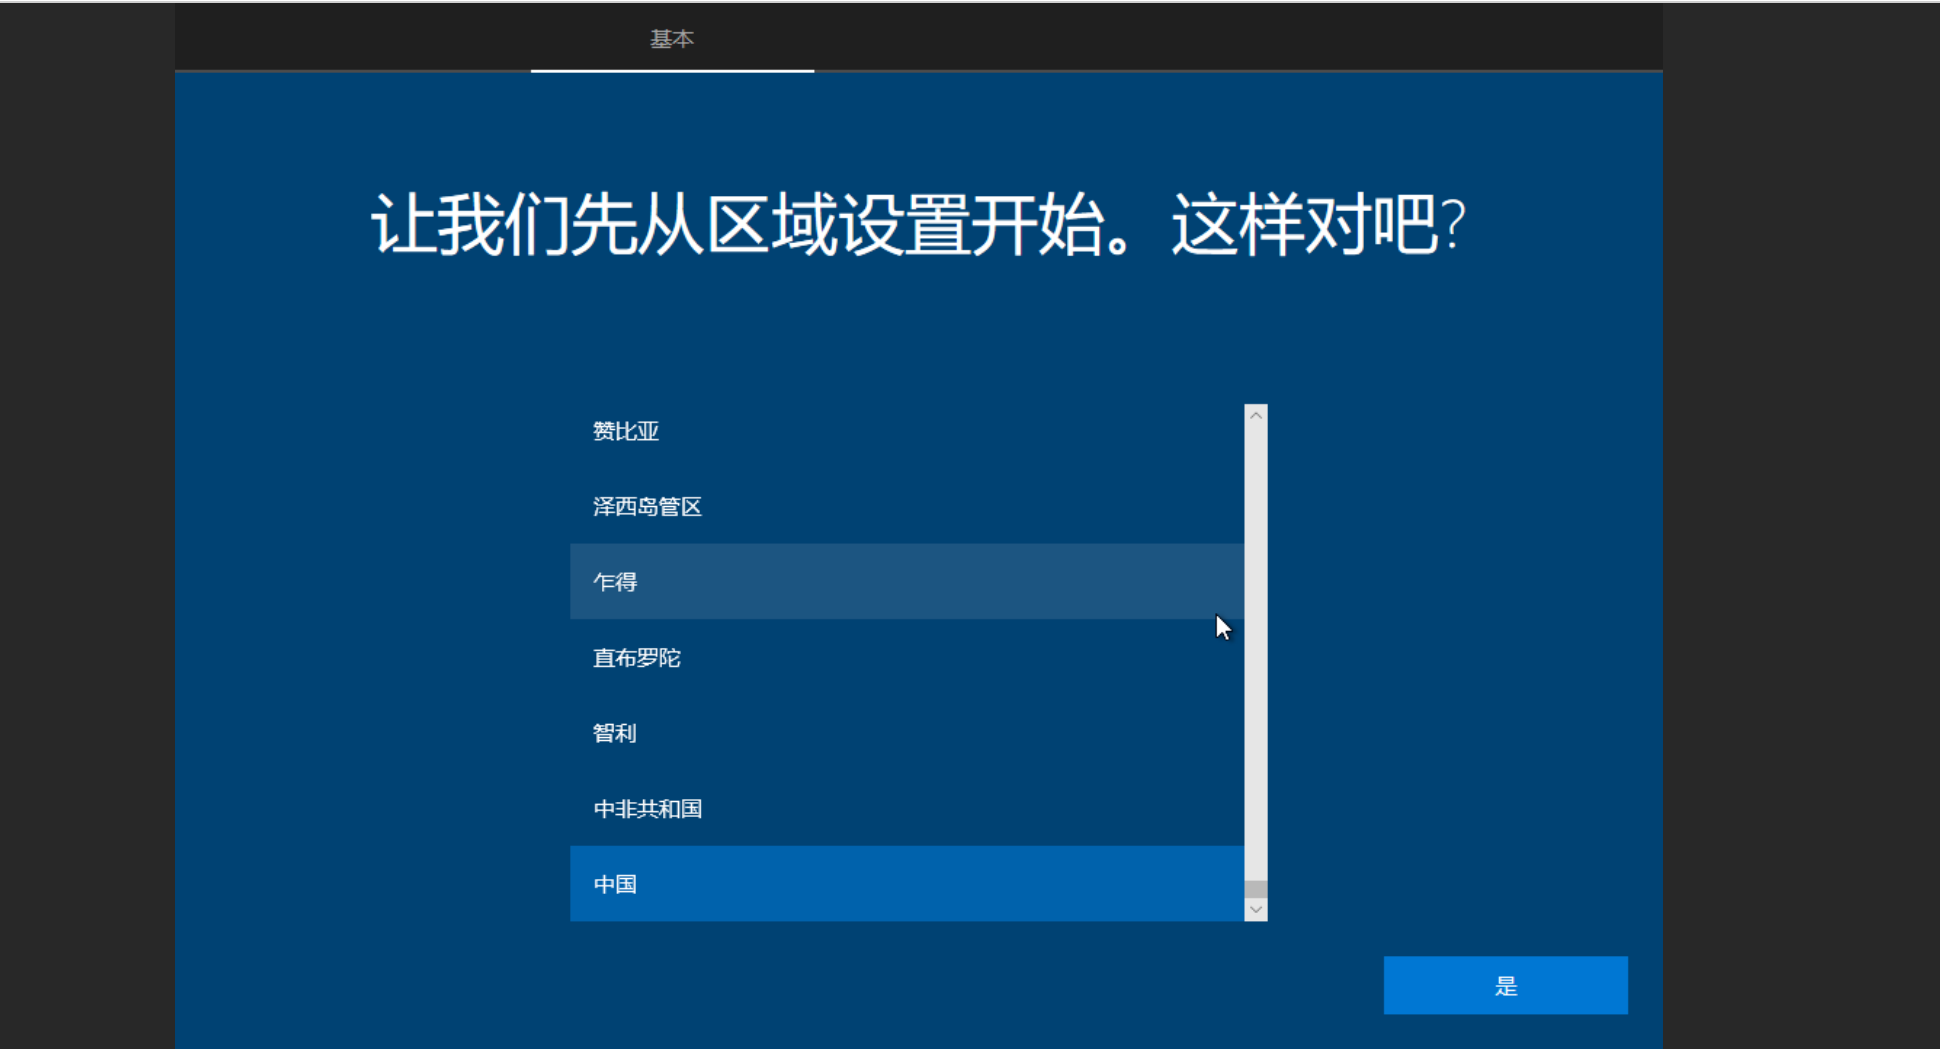 基本
让我们先从区域设置开始。这样对吧?
赞比亚
泽西岛管区
乍得
直布罗陀
智利
中非共和国
中国
是